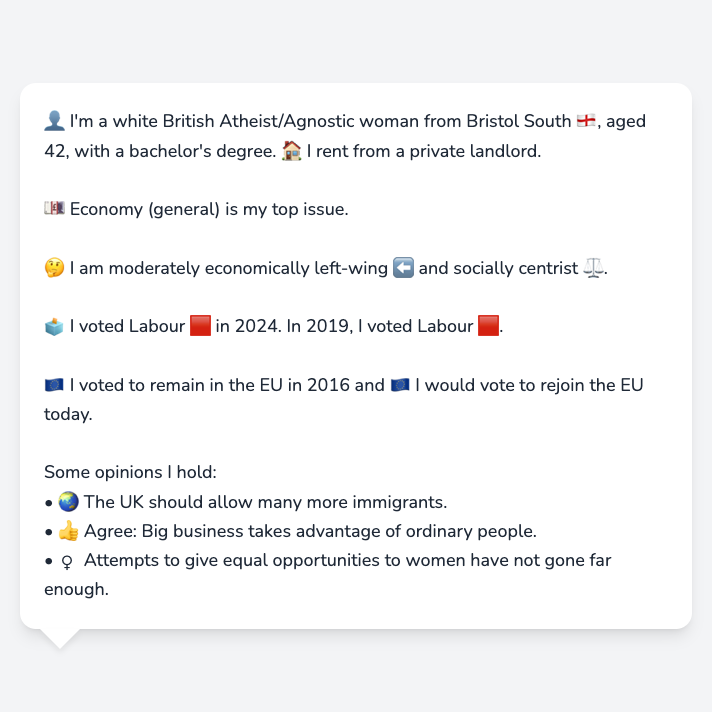 👤 I'm a white British Atheist/Agnostic woman from Bristol South 🏴󠁧󠁢󠁥󠁮󠁧󠁿, aged
42, with a bachelor's degree. 🏠 I rent from a private landlord.
💷 Economy (general) is my top issue.
🤔 I am moderately economically left-wing ⬅️ and socially centrist ⚖️.
🗳️ I voted Labour 🟥 in 2024. In 2019, I voted Labour 🟥.
🇪🇺 I voted to remain in the EU in 2016 and 🇪🇺 I would vote to rejoin the EU
today.
Some opinions I hold:
• 🌏 The UK should allow many more immigrants.
• 👍 Agree: Big business takes advantage of ordinary people.
• ♀ Attempts to give equal opportunities to women have not gone far
enough.